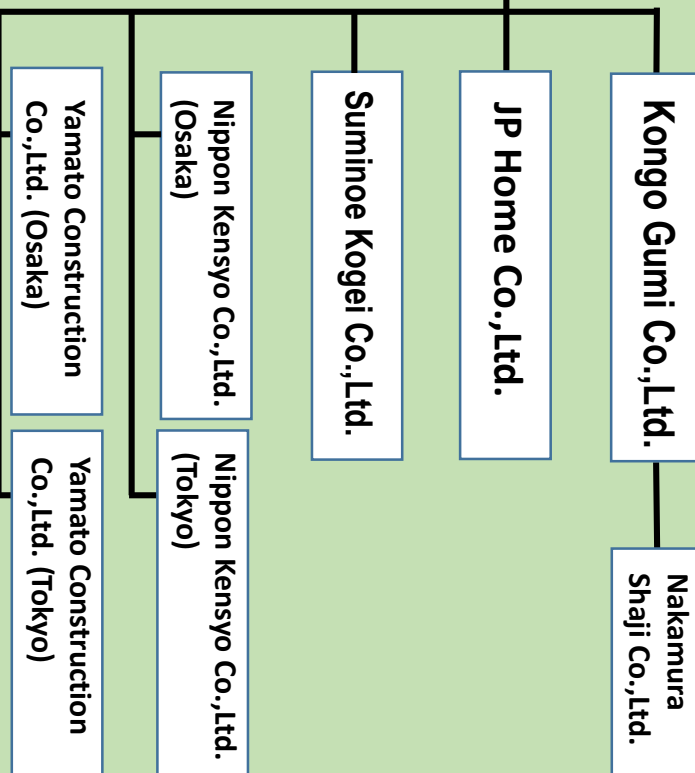 Kongo Gumi Co.,Ltd.
Nakamura
Shaji Co.,Ltd.
JP Home Co.,Ltd.
Suminoe Kogei Co.,Ltd.
Nippon Kensyo Co.,Ltd.
(Osaka)
Nippon Kensyo Co.,Ltd.
(Tokyo)
Yamato Construction
Co.,Ltd. (Osaka)
Yamato Construction
Co.,Ltd. (Tokyo)